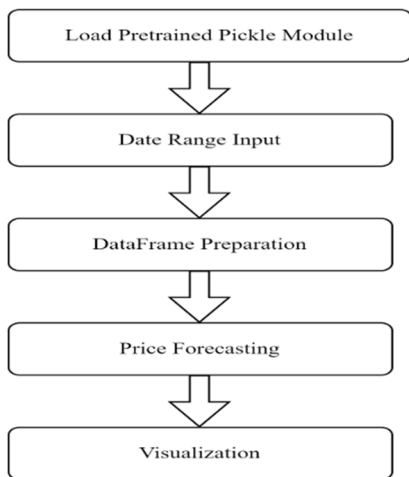 Load Pretrained Pickle Module
Date Range Input
DataFrame Preparation
Price Forecasting
Visualization